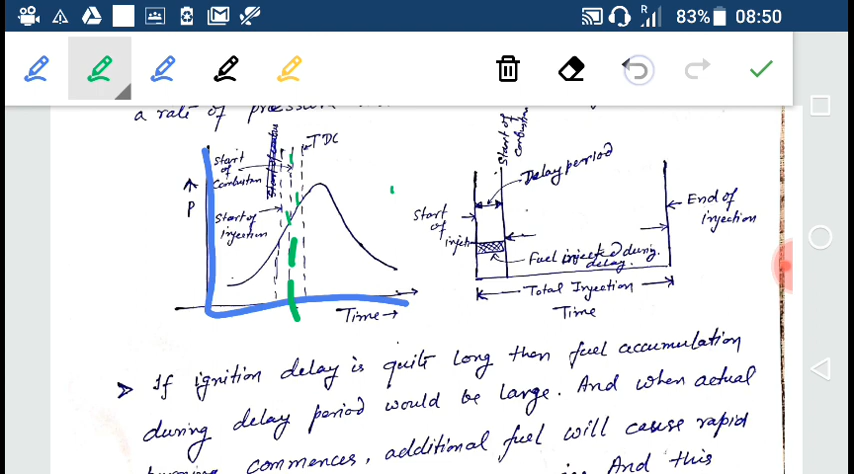 R 83% 08:50
a rate of
TDC
Start
of
Combustion
P
Start of
injection
Time→
Start of
Combustion
Delay period
Start
of
injectn
End of
injection
Fuel injected during
delay.
Total Injection
Time
> If ignition delay is quite long then fuel accumulation
during delay period would be large. And when actual
commences, additional fuel will cause rapid
And this